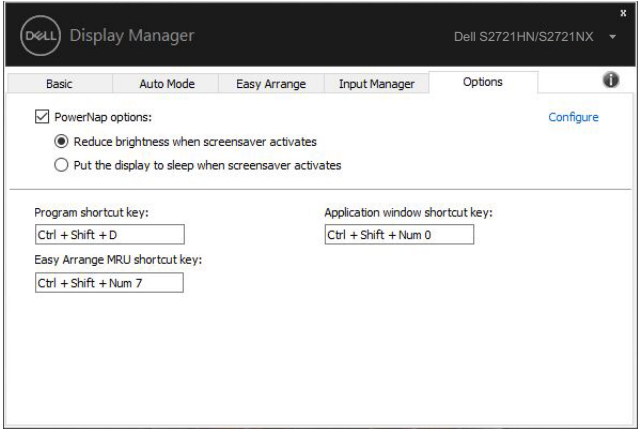 x
DELL Display Manager
Dell S2721HN/S2721NX
Basic Auto Mode Easy Arrange Input Manager Options
PowerNap options:
Configure
Reduce brightness when screensaver activates
Put the display to sleep when screensaver activates
Program shortcut key:
Application window shortcut key:
Ctrl + Shift + D
Ctrl + Shift + Num 0
Easy Arrange MRU shortcut key:
Ctrl + Shift + Num 7